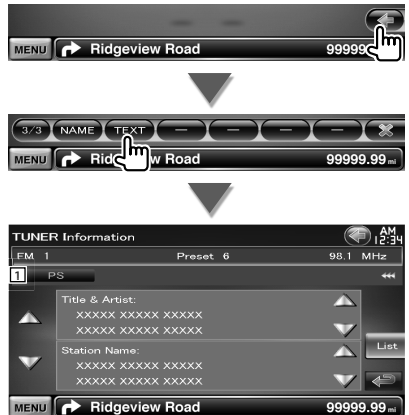 MENU Ridgeview Road 99999
3/3 NAME TEXT
MENU Rid w Road 99999.99 mi
TUNER Information AM 12:34
FM 1 Preset 6 98.1 MHz
1 PS
Title & Artist:
XXXXX XXXXX XXXXX
XXXXX XXXXX XXXXX
List
Station Name:
XXXXX XXXXX XXXXX
XXXXX XXXXX XXXXX
MENU Ridgeview Road 99999.99 mi